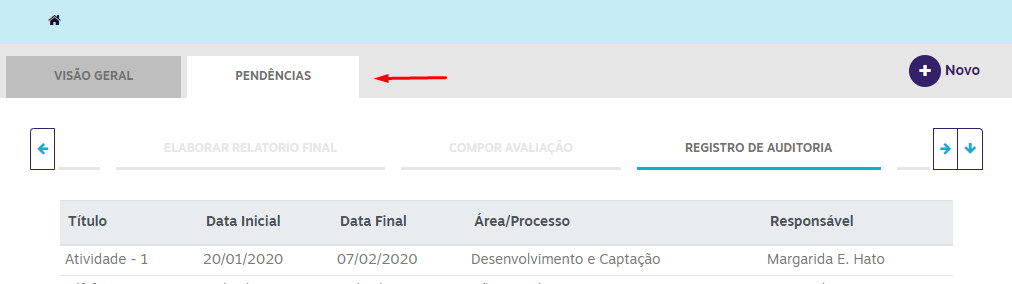 VISÃO GERAL
PENDÊNCIAS
Novo
ELABORAR RELATORIO FINAL
COMPOR AVALIAÇÃO
REGISTRO DE AUDITORIA
Título Data Inicial Data Final Área/Processo Responsável
Atividade - 1 20/01/2020 07/02/2020 Desenvolvimento e Captação Margarida E. Hato